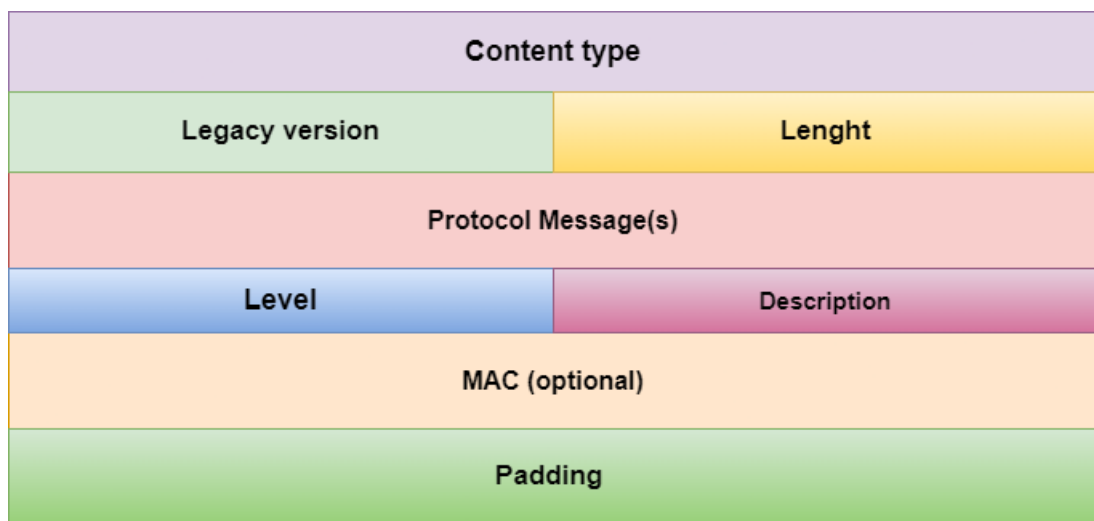 Content type
Legacy version
Lenght
Protocol Message(s)
Level
Description
MAC (optional)
Padding